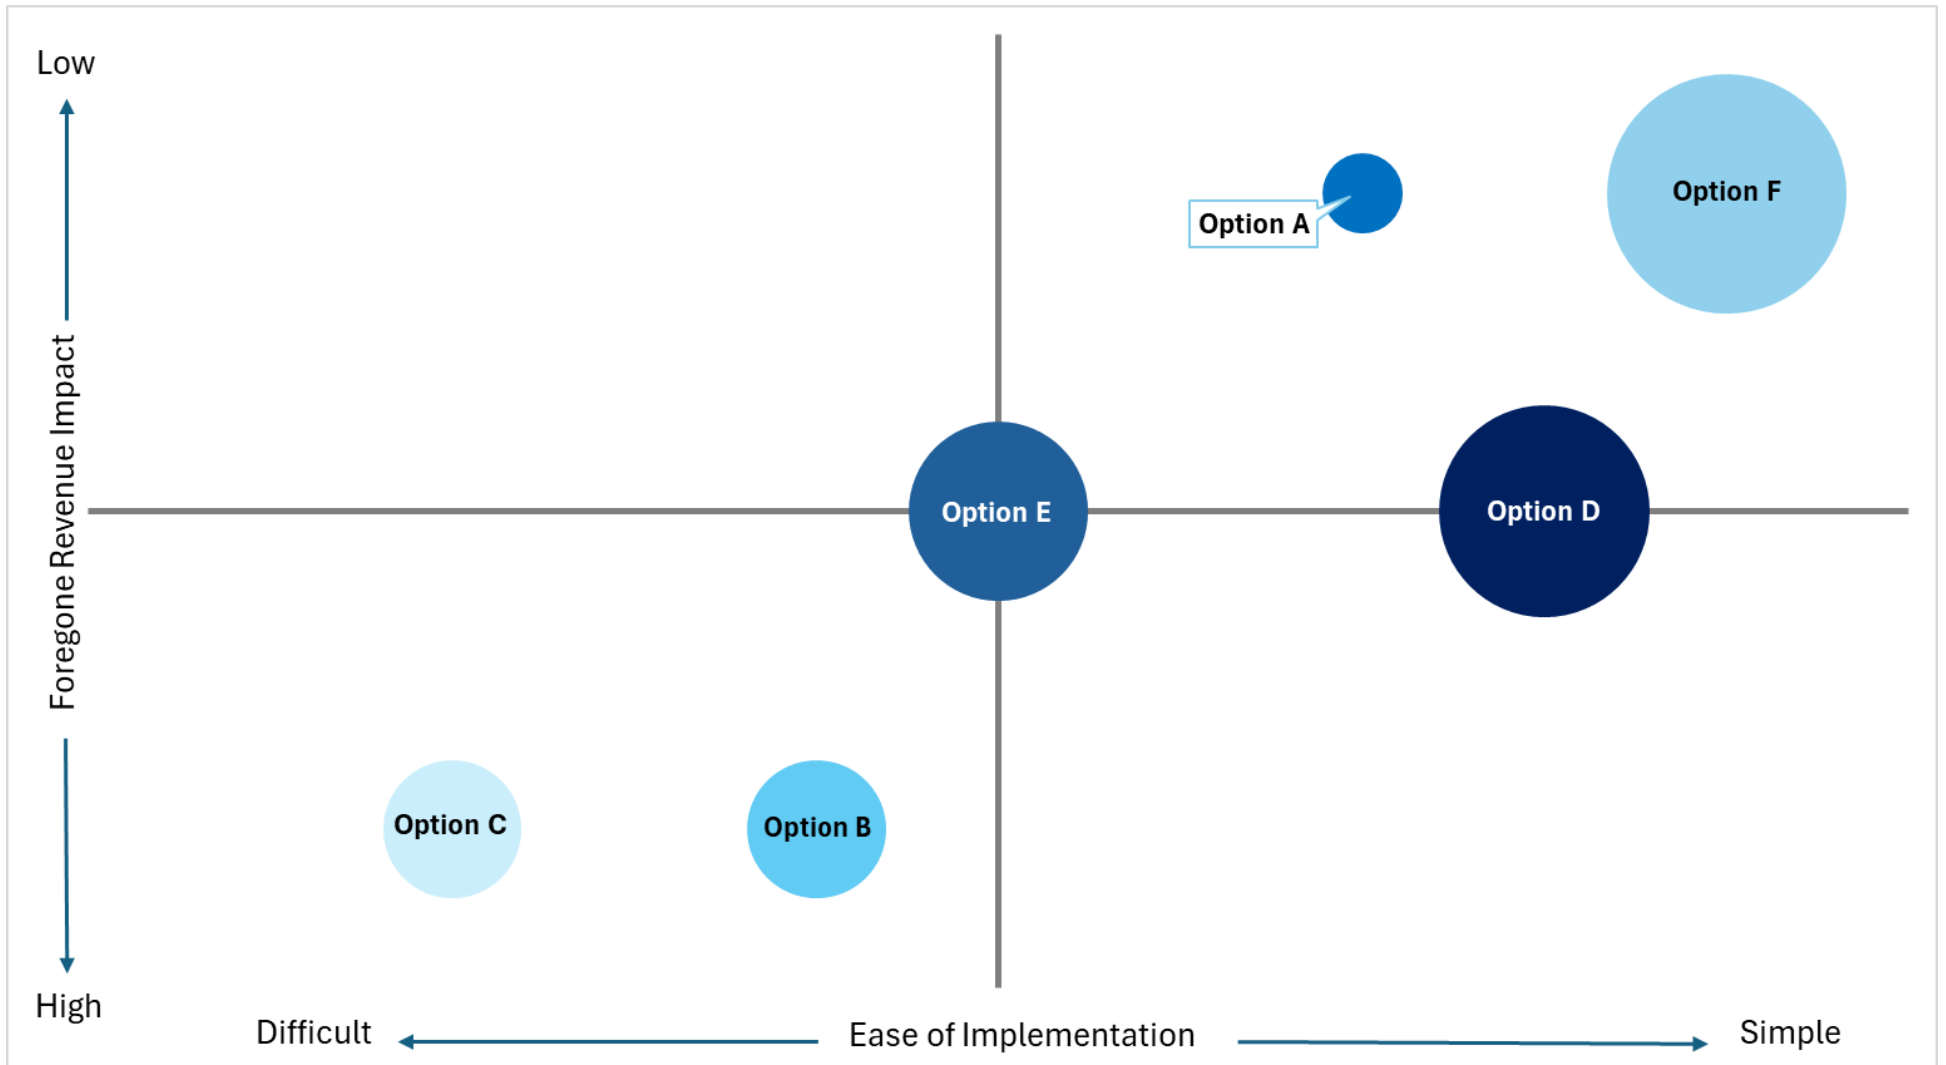 Low
Option F
Option A
Foregone Revenue Impact
Option E
Option D
Option C
Option B
High
Difficult
Ease of Implementation
Simple